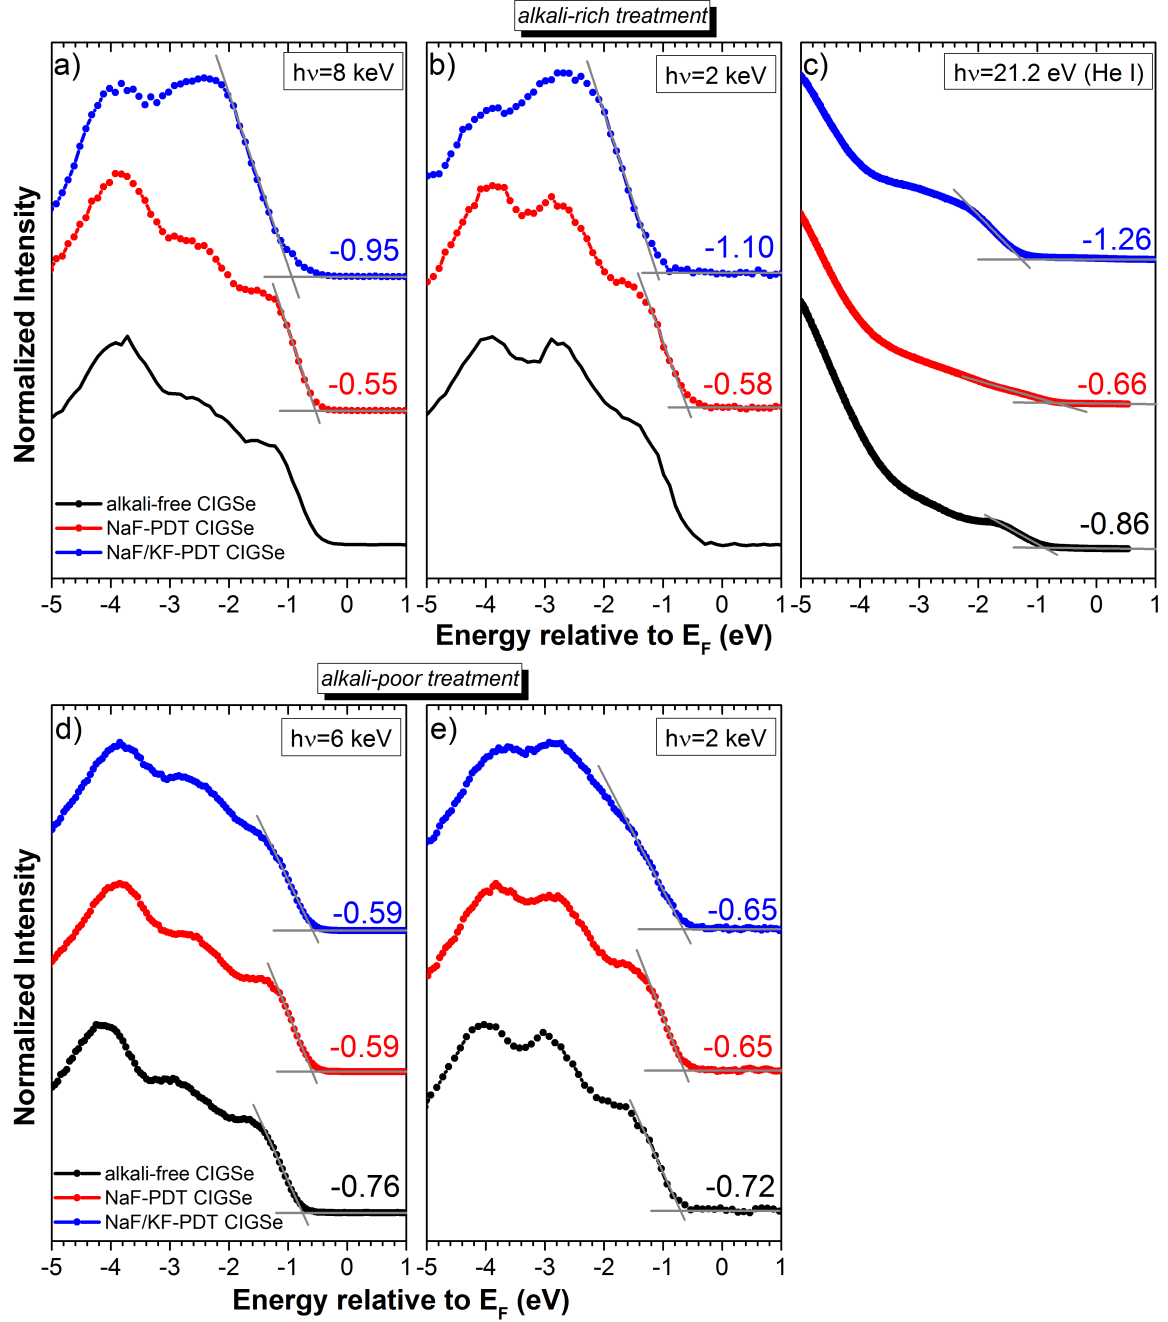 alkali-rich treatment
a)
hν=8 keV
b)
hν=2 keV
c)
hν=21.2 eV (He I)
Normalized Intensity
-0.95
-0.55
-1.10
-0.58
-1.26
-0.66
-0.86
alkali-free CIGSe
NaF-PDT CIGSe
NaF/KF-PDT CIGSe
-5 -4 -3 -2 -1 0 1
-5 -4 -3 -2 -1 0 1
-5 -4 -3 -2 -1 0 1
Energy relative to EF (eV)
alkali-poor treatment
d)
hν=6 keV
e)
hν=2 keV
Normalized Intensity
-0.59
-0.59
-0.76
-0.65
-0.65
-0.72
alkali-free CIGSe
NaF-PDT CIGSe
NaF/KF-PDT CIGSe
-5 -4 -3 -2 -1 0 1
-5 -4 -3 -2 -1 0 1
Energy relative to EF (eV)